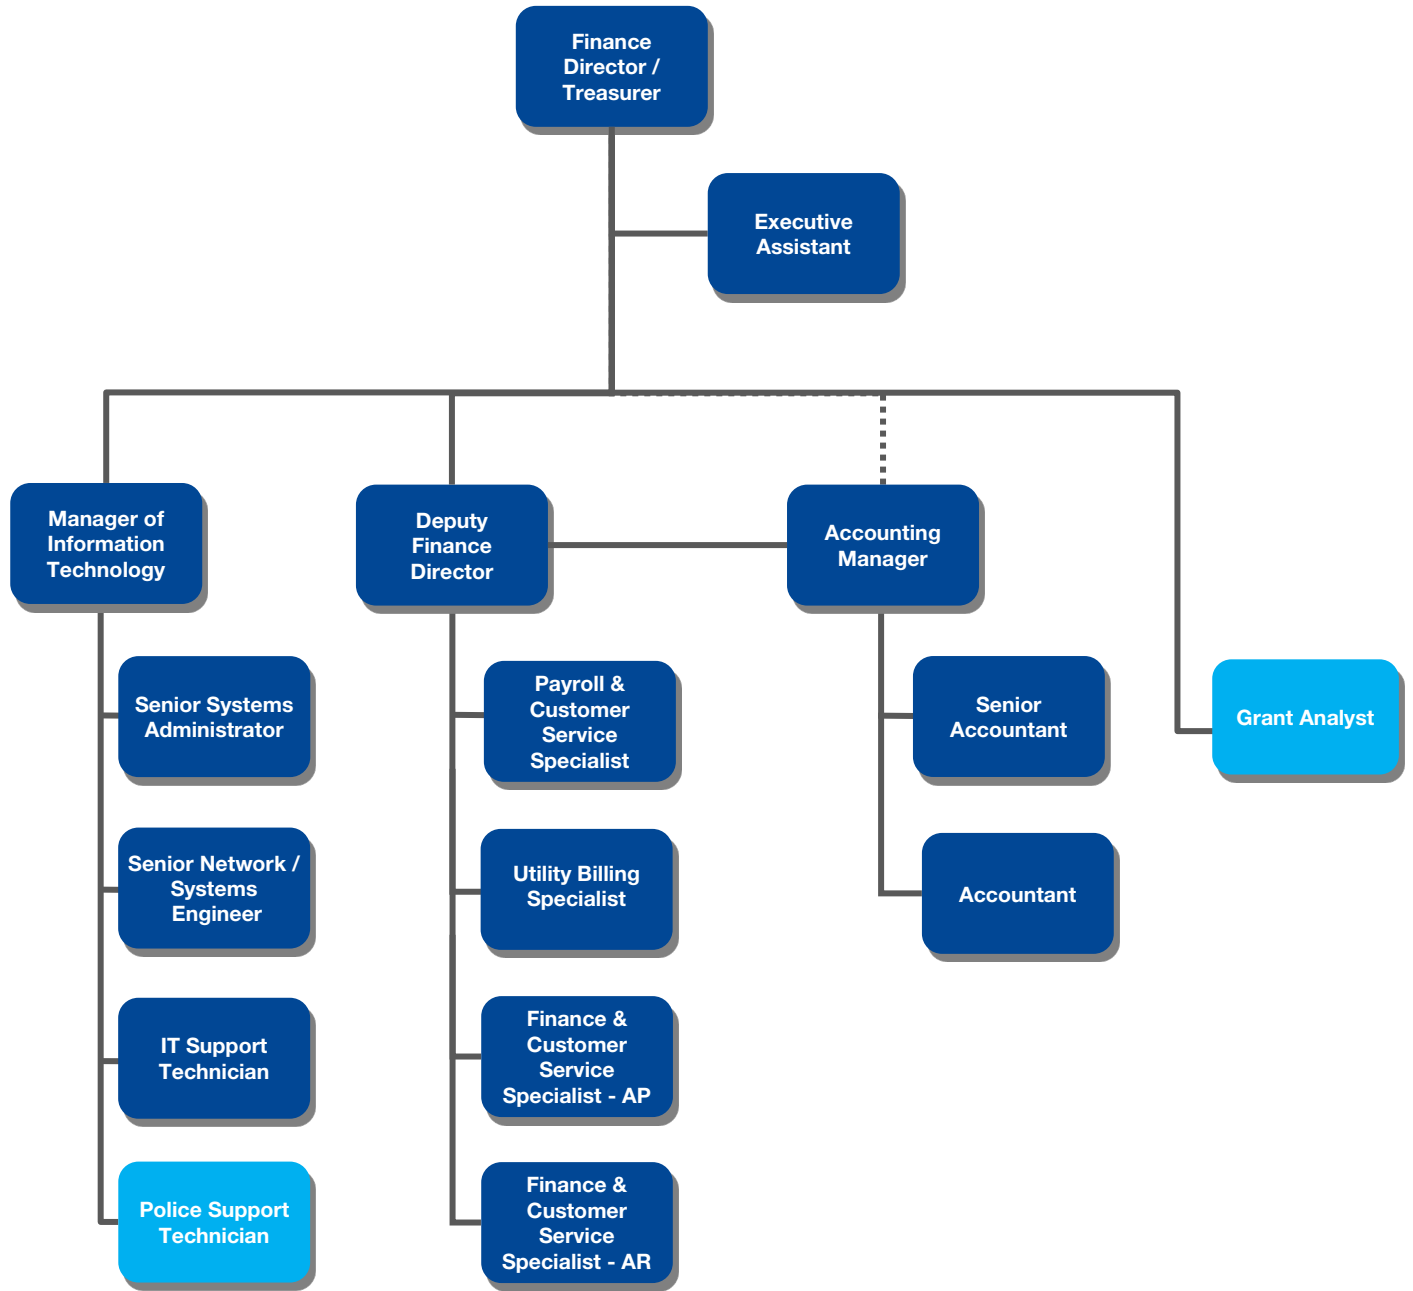 Finance
Director /
Treasurer
Executive
Assistant
Manager of
Information
Technology
Deputy
Finance
Director
Accounting
Manager
Senior Systems
Administrator
Payroll &
Customer
Service
Specialist
Senior
Accountant
Grant Analyst
Senior Network /
Systems
Engineer
Utility Billing
Specialist
Accountant
IT Support
Technician
Finance &
Customer
Service
Specialist - AP
Police Support
Technician
Finance &
Customer
Service
Specialist - AR